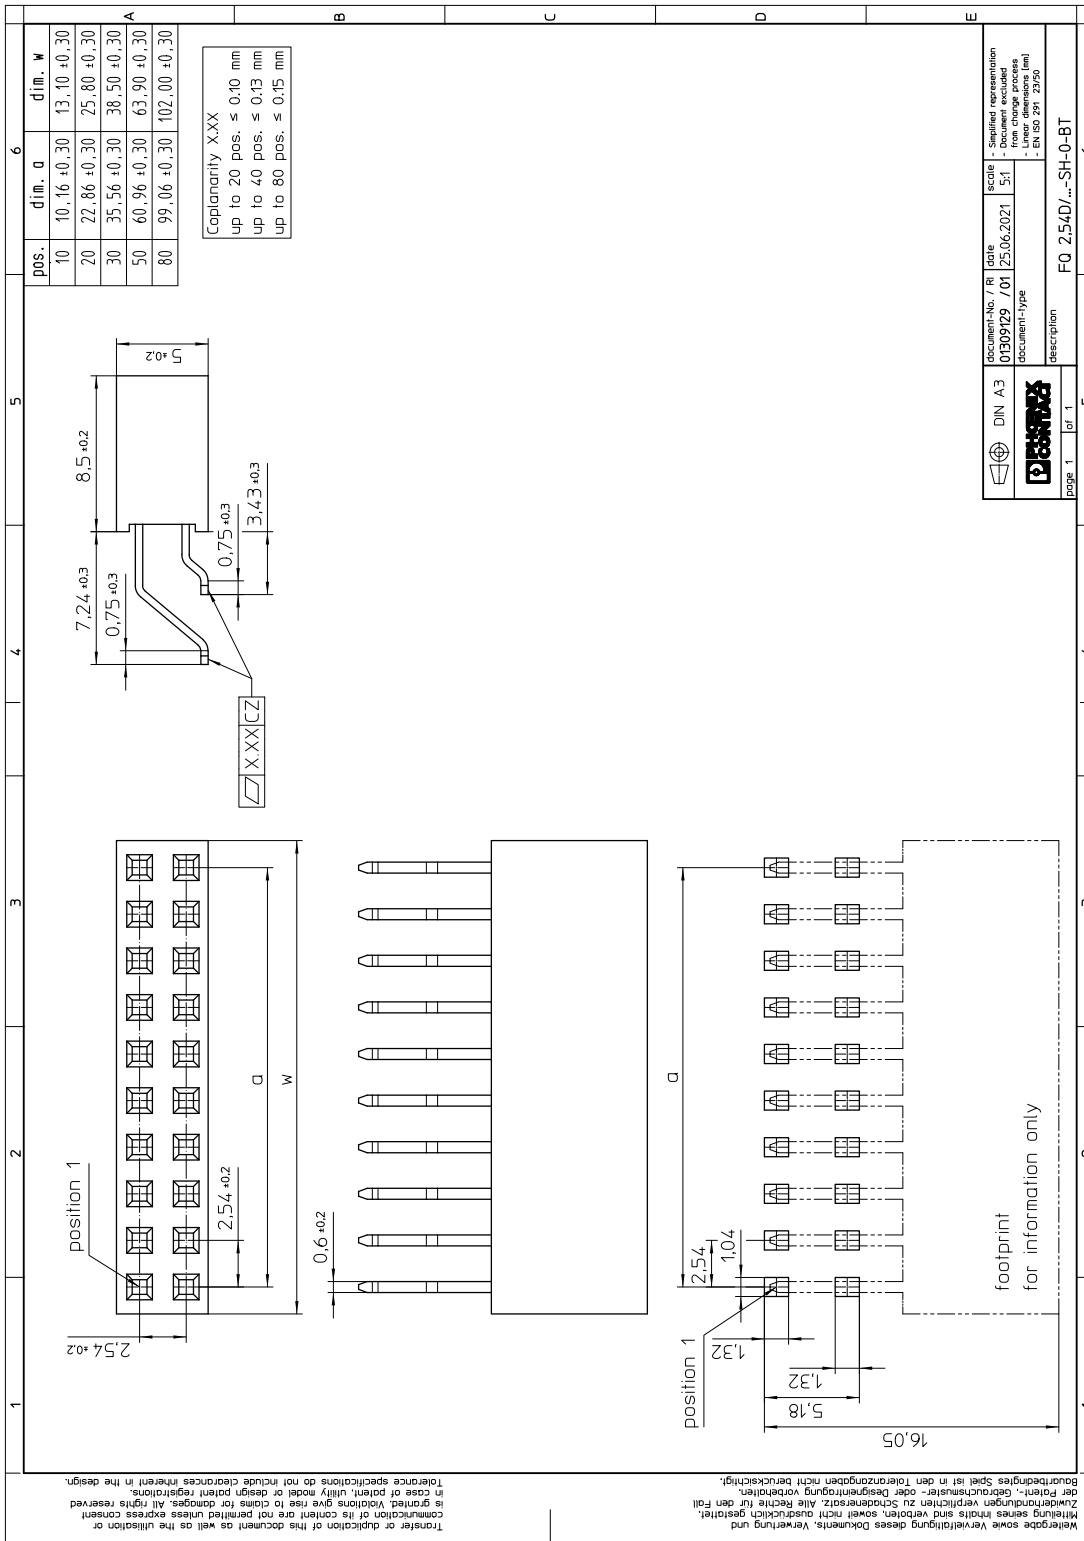 A
B
C
D
E
6
5
4
3
2
1
pos. dim. a dim. w
10 10,16 ±0,30 13,10 ±0,30
20 22,86 ±0,30 25,80 ±0,30
30 35,56 ±0,30 38,50 ±0,30
50 60,96 ±0,30 63,90 ±0,30
80 99,06 ±0,30 102,00 ±0,30
Coplanarity X.XX
up to 20 pos. ≤ 0.10 mm
up to 40 pos. ≤ 0.13 mm
up to 80 pos. ≤ 0.15 mm
5 ±0,2
8,5 ±0,2
7,24 ±0,3
0,75 ±0,3
0,75 ±0,3
3,43 ±0,3
X.XX CZ
position 1
2,54 ±0,2
a
w
2,54 ±0,2
0,6 ±0,2
a
2,54
1,04
position 1
1,32
1,32
5,18
16,05
footprint
for information only
DIN A3
PHOENIX
CONTACT
page 1 of 1
document-No. / RI
01309129 / 01
date
25.06.2021
scale
5:1
- Simplified representation
- Document excluded
from change process
- Linear dimensions [mm]
- EN ISO 291 23/50
document-type
description
FQ 2,54D/...-SH-0-BT
Transfer or duplication of this document as well as the utilisation or
communication of its content are not permitted unless express consent
is granted. Violations give rise to claims for damages. All rights reserved
in case of patent, utility model or design patent registrations.
Tolerance specifications do not include clearances inherent in the design.
Weitergabe sowie Vervielfältigung dieses Dokuments, Verwertung und
Mitteilung seines Inhalts sind verboten, soweit nicht ausdrücklich gestattet.
Zuwiderhandlungen verpflichten zu Schadenersatz. Alle Rechte für den Fall
der Patent-, Gebrauchsmuster- oder Designeintragung vorbehalten.
Bauartbedingtes Spiel ist in den Toleranzangaben nicht berücksichtigt.